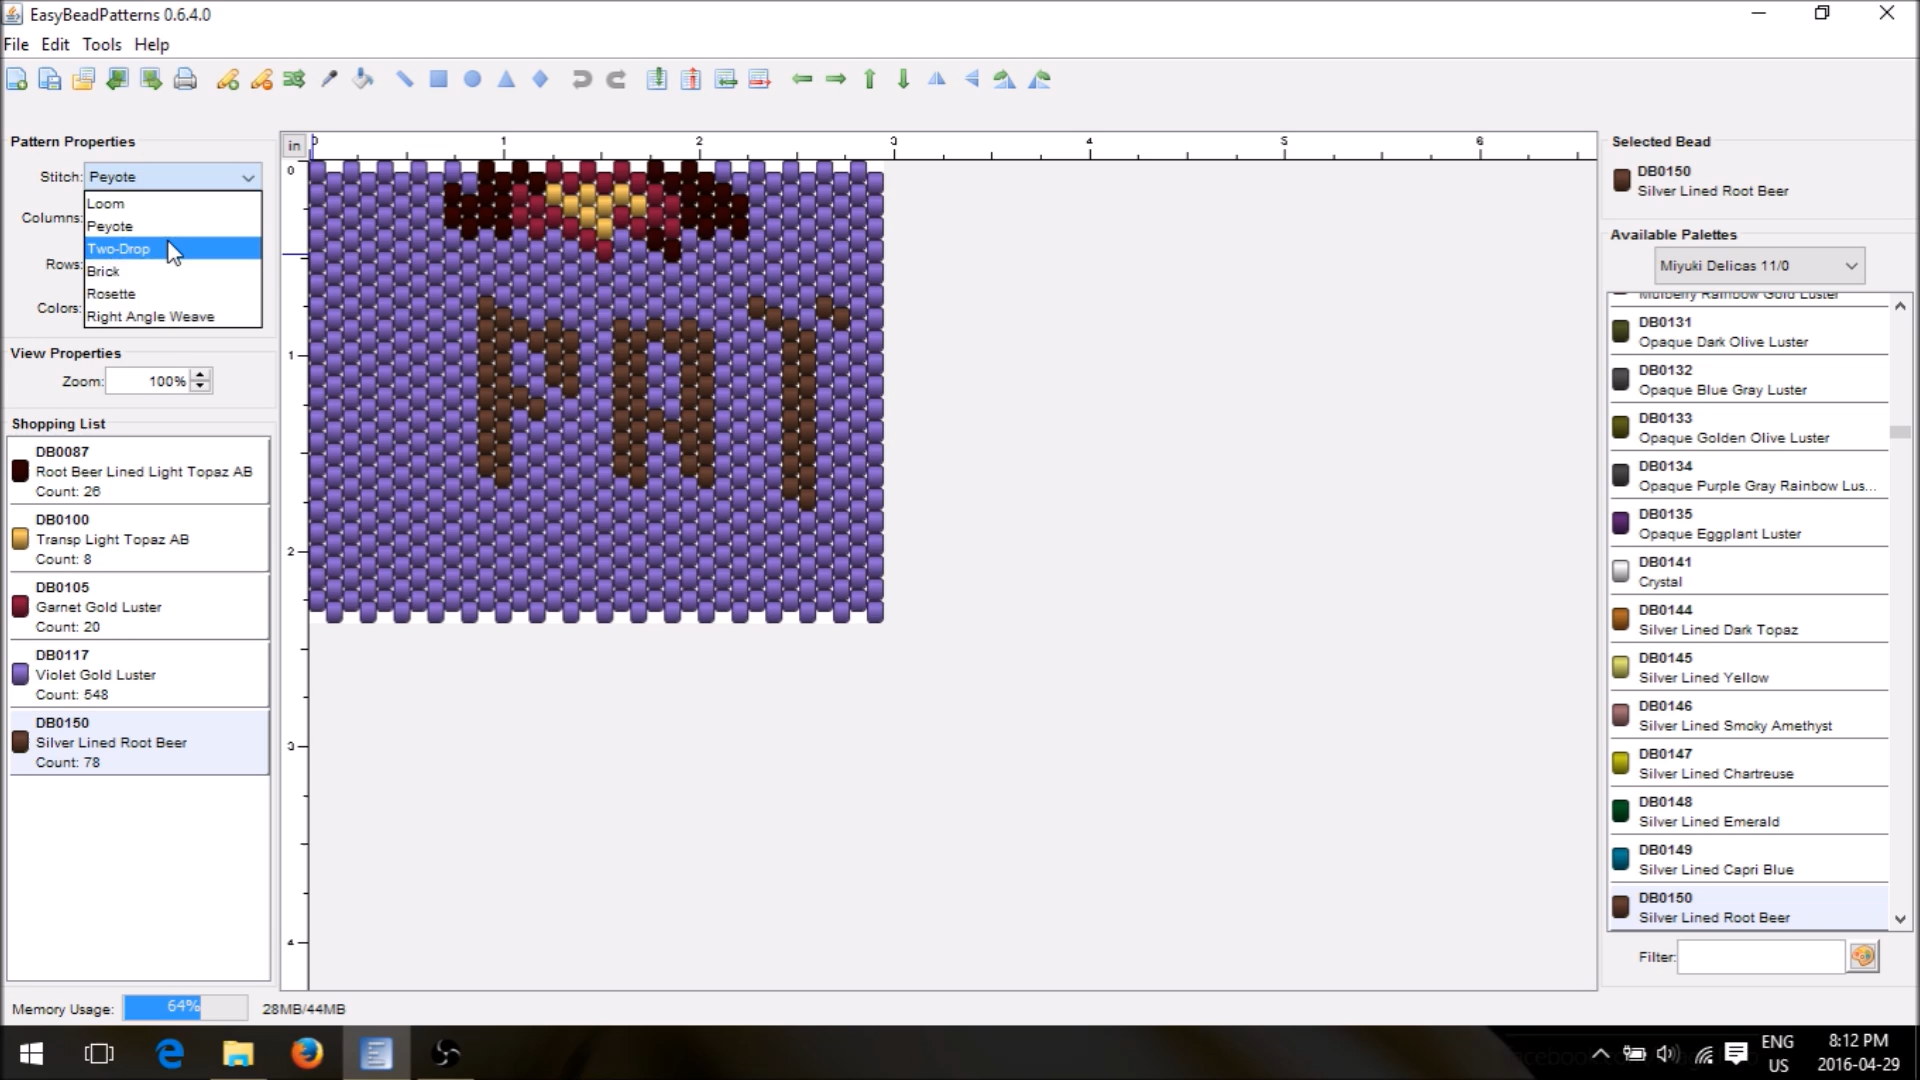 EasyBeadPatterns 0.6.4.0
File Edit Tools Help
Pattern Properties
Stitch: Peyote
Loom
Peyote
Two-Drop
Brick
Rosette
Right Angle Weave
Columns:
Rows:
Colors:
View Properties
Zoom: 100%
Shopping List
DB0087
Root Beer Lined Light Topaz AB
Count: 26
DB0100
Transp Light Topaz AB
Count: 8
DB0105
Garnet Gold Luster
Count: 20
DB0117
Violet Gold Luster
Count: 548
DB0150
Silver Lined Root Beer
Count: 78
Memory Usage: 64% 28MB/44MB
in 0 1 2 3 4 5 6
0
1
2
3
4
Selected Bead
DB0150
Silver Lined Root Beer
Available Palettes
Miyuki Delicas 11/0
Mulberry Rainbow Gold Luster
DB0131
Opaque Dark Olive Luster
DB0132
Opaque Blue Gray Luster
DB0133
Opaque Golden Olive Luster
DB0134
Opaque Purple Gray Rainbow Lus...
DB0135
Opaque Eggplant Luster
DB0141
Crystal
DB0144
Silver Lined Dark Topaz
DB0145
Silver Lined Yellow
DB0146
Silver Lined Smoky Amethyst
DB0147
Silver Lined Chartreuse
DB0148
Silver Lined Emerald
DB0149
Silver Lined Capri Blue
DB0150
Silver Lined Root Beer
Filter:
ENG
US
8:12 PM
2016-04-29